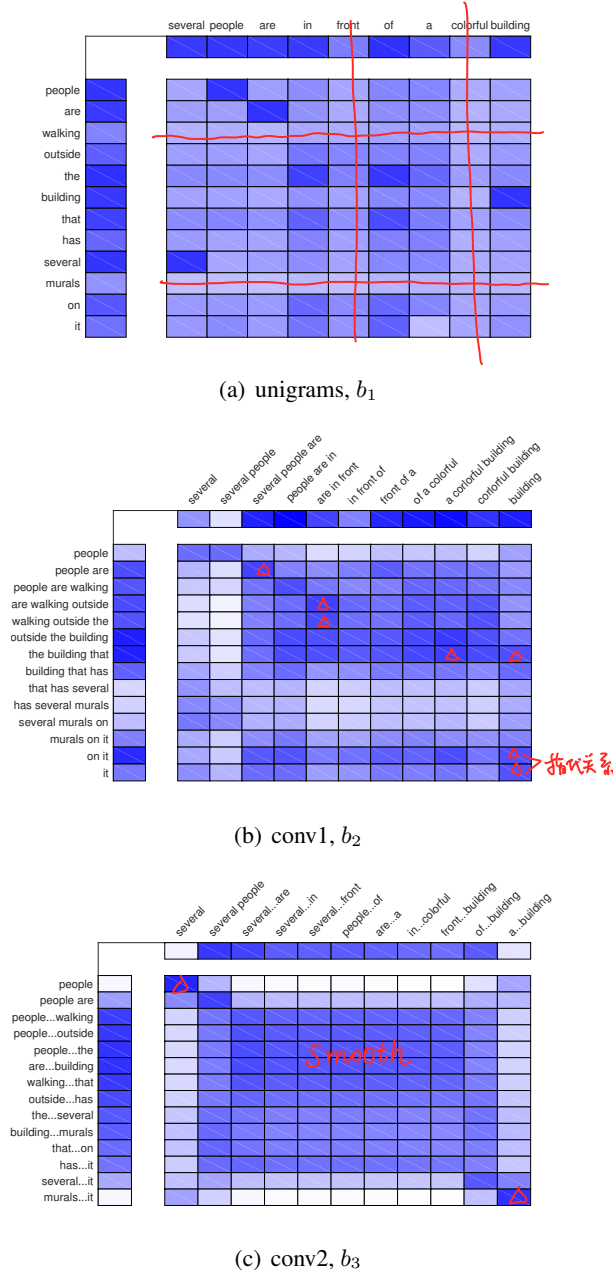 several people are in front of a colorful building
people
are
walking
outside
the
building
that
has
several
murals
on
it
(a) unigrams, b₁
several
several people
several people are
people are in
are in front
in front of
front of a
of a colorful
a corlorful building
corlorful building
building
people
people are
people are walking
are walking outside
walking outside the
outside the building
the building that
building that has
that has several
has several murals
several murals on
murals on it
on it
it
指代关系
(b) conv1, b₂
several
several people
several...are
several...in
several...front
people...of
are...a
in...colorful
front...building
of...building
a...building
people
people are
people...walking
people...outside
people...the
are...building
walking...that
outside...has
the...several
building...murals
that...on
has...it
several...it
murals...it
Smooth
(c) conv2, b₃